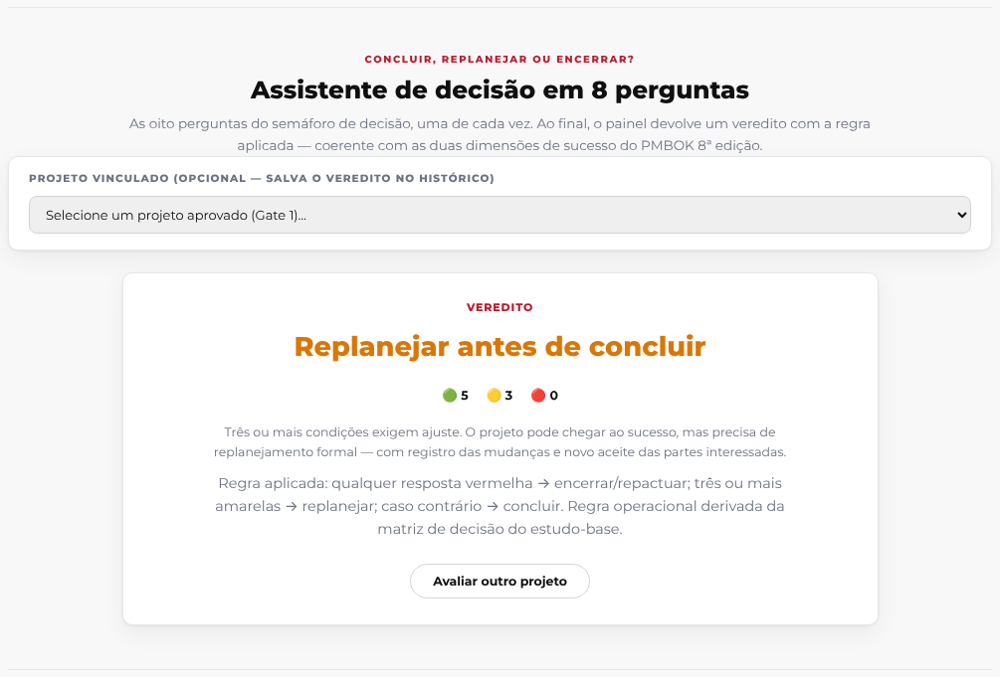 CONCLUIR, REPLANEJAR OU ENCERRAR?
Assistente de decisão em 8 perguntas
As oito perguntas do semáforo de decisão, uma de cada vez. Ao final, o painel devolve um veredito com a regra
aplicada — coerente com as duas dimensões de sucesso do PMBOK 8ª edição.
PROJETO VINCULADO (OPCIONAL — SALVA O VEREDITO NO HISTÓRICO)
Selecione um projeto aprovado (Gate 1)...
VEREDITO
Replanejar antes de concluir
🟢 5 🟡 3 🔴 0
Três ou mais condições exigem ajuste. O projeto pode chegar ao sucesso, mas precisa de
replanejamento formal — com registro das mudanças e novo aceite das partes interessadas.
Regra aplicada: qualquer resposta vermelha → encerrar/repactuar; três ou mais
amarelas → replanejar; caso contrário → concluir. Regra operacional derivada da
matriz de decisão do estudo-base.
Avaliar outro projeto